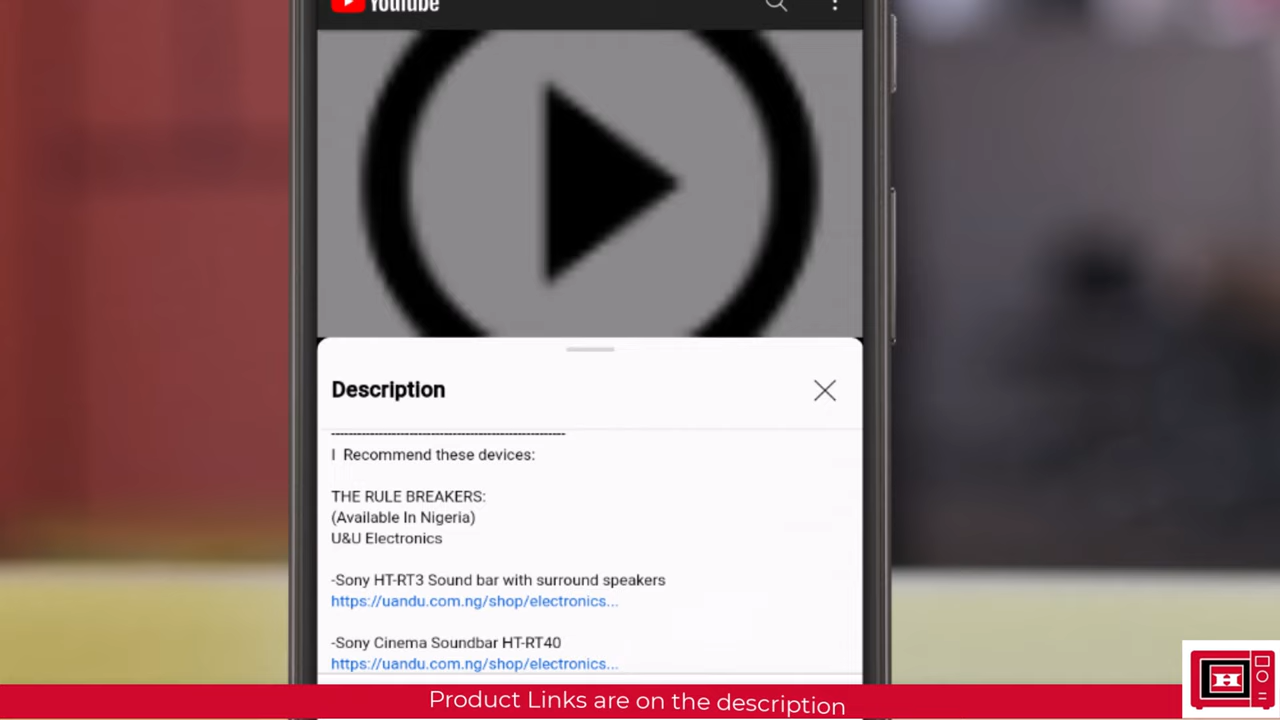 YouTube
Description
-----------------------------------------------
I Recommend these devices:
THE RULE BREAKERS:
(Available In Nigeria)
U&U Electronics
-Sony HT-RT3 Sound bar with surround speakers
https://uandu.com.ng/shop/electronics...
-Sony Cinema Soundbar HT-RT40
https://uandu.com.ng/shop/electronics...
Product Links are on the description
H